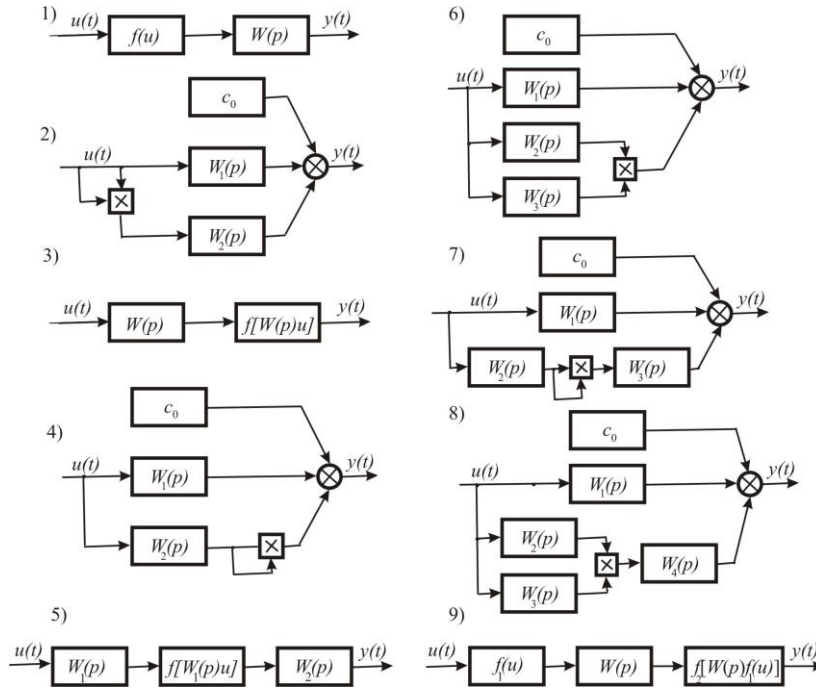 1)
u(t)
f(u)
W(p)
y(t)
2)
c₀
u(t)
×
W₁(p)
W₂(p)
y(t)
3)
u(t)
W(p)
f[W(p)u]
y(t)
4)
c₀
u(t)
W₁(p)
W₂(p)
×
y(t)
5)
u(t)
W₁(p)
f[W₁(p)u]
W₂(p)
y(t)
6)
c₀
u(t)
W₁(p)
W₂(p)
×
W₃(p)
y(t)
7)
c₀
u(t)
W₁(p)
W₂(p)
×
W₃(p)
y(t)
8)
c₀
u(t)
W₁(p)
W₂(p)
×
W₃(p)
W₄(p)
y(t)
9)
u(t)
f₁(u)
W(p)
f₂[W(p)f₁(u)]
y(t)